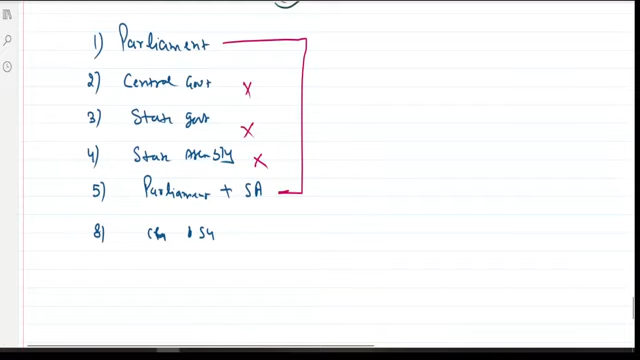 1) Parliament
2) Central Govt X
3) State govt X
4) State Assembly X
5) Parliament + SA
8)